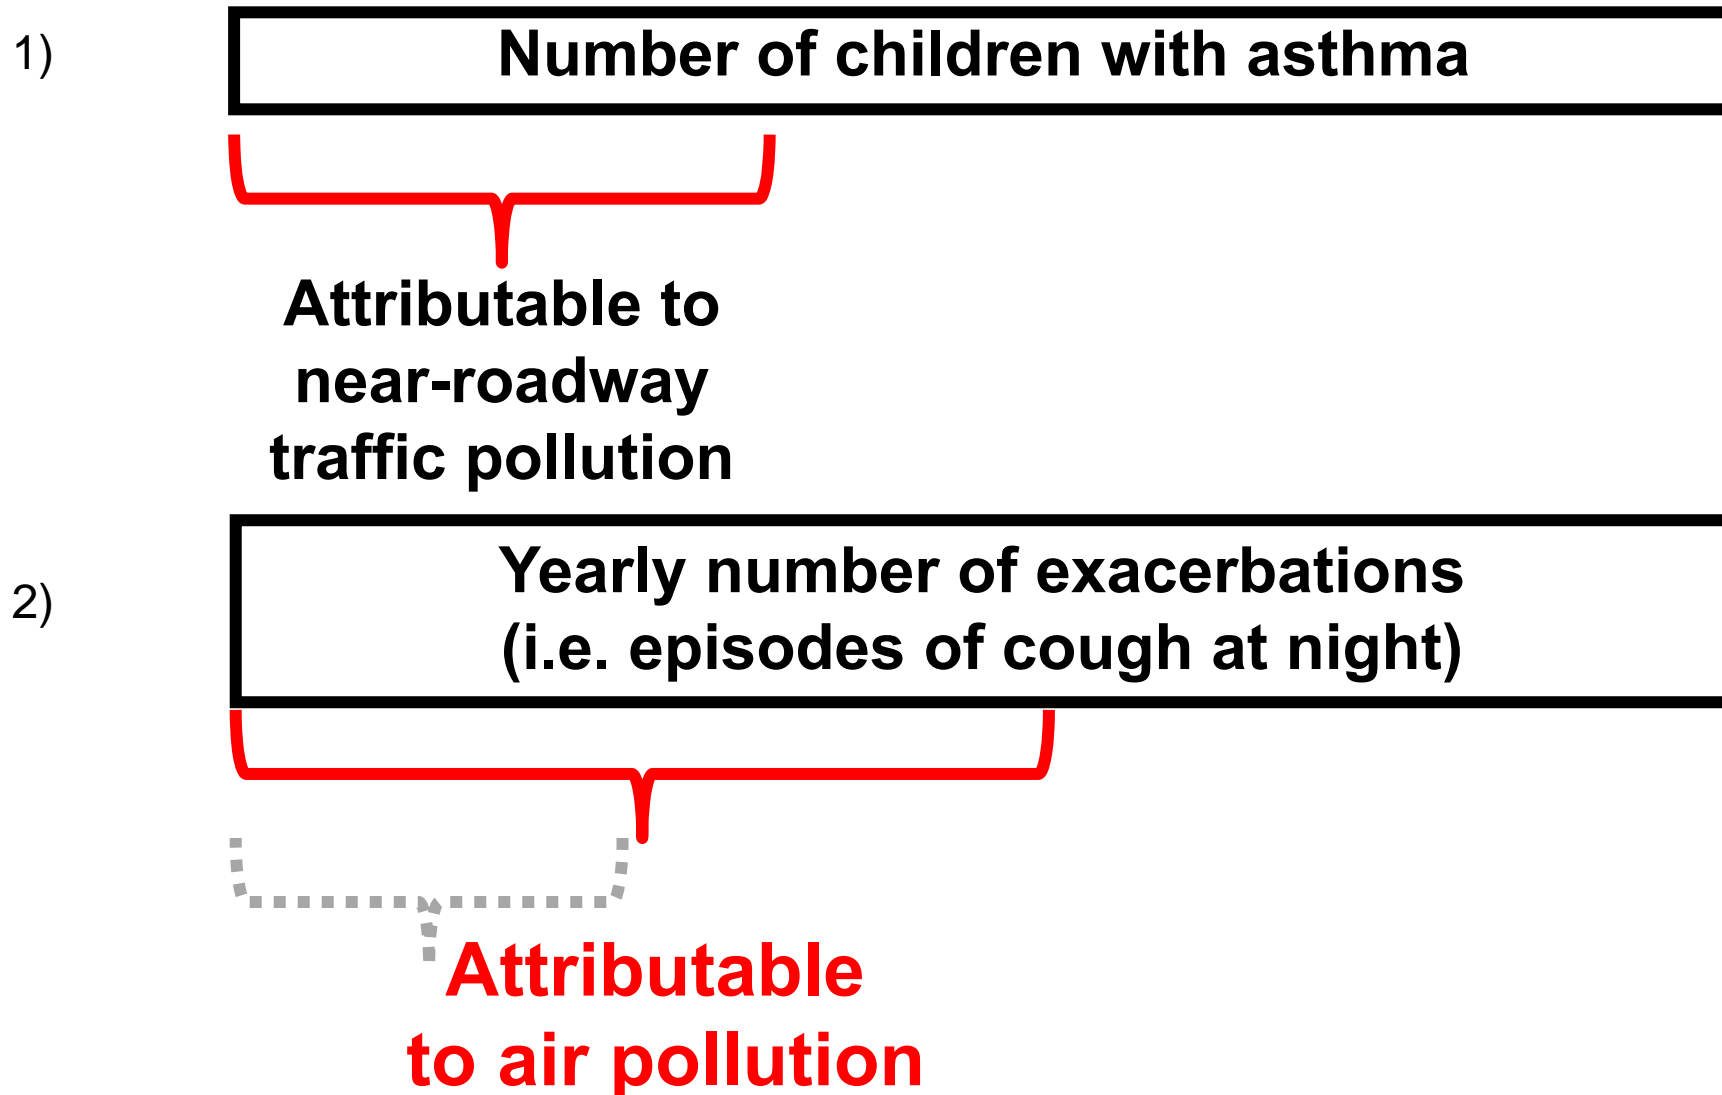 1)
Number of children with asthma
Attributable to
near-roadway
traffic pollution
2)
Yearly number of exacerbations
(i.e. episodes of cough at night)
Attributable
to air pollution